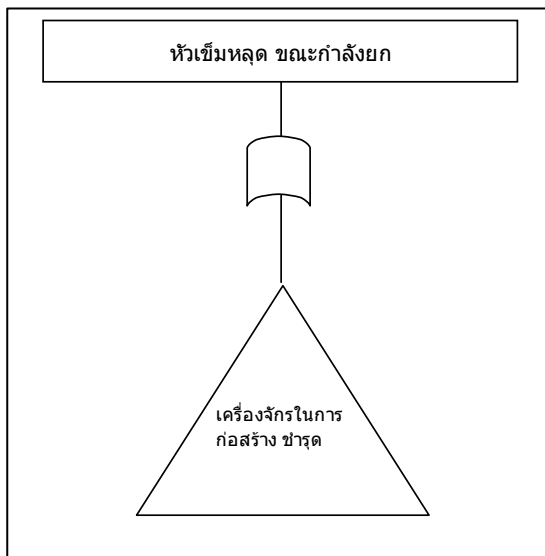 หัวเข็มหลุด ขณะกำลังยก
เครื่องจักรในการ
ก่อสร้าง ชำรุด